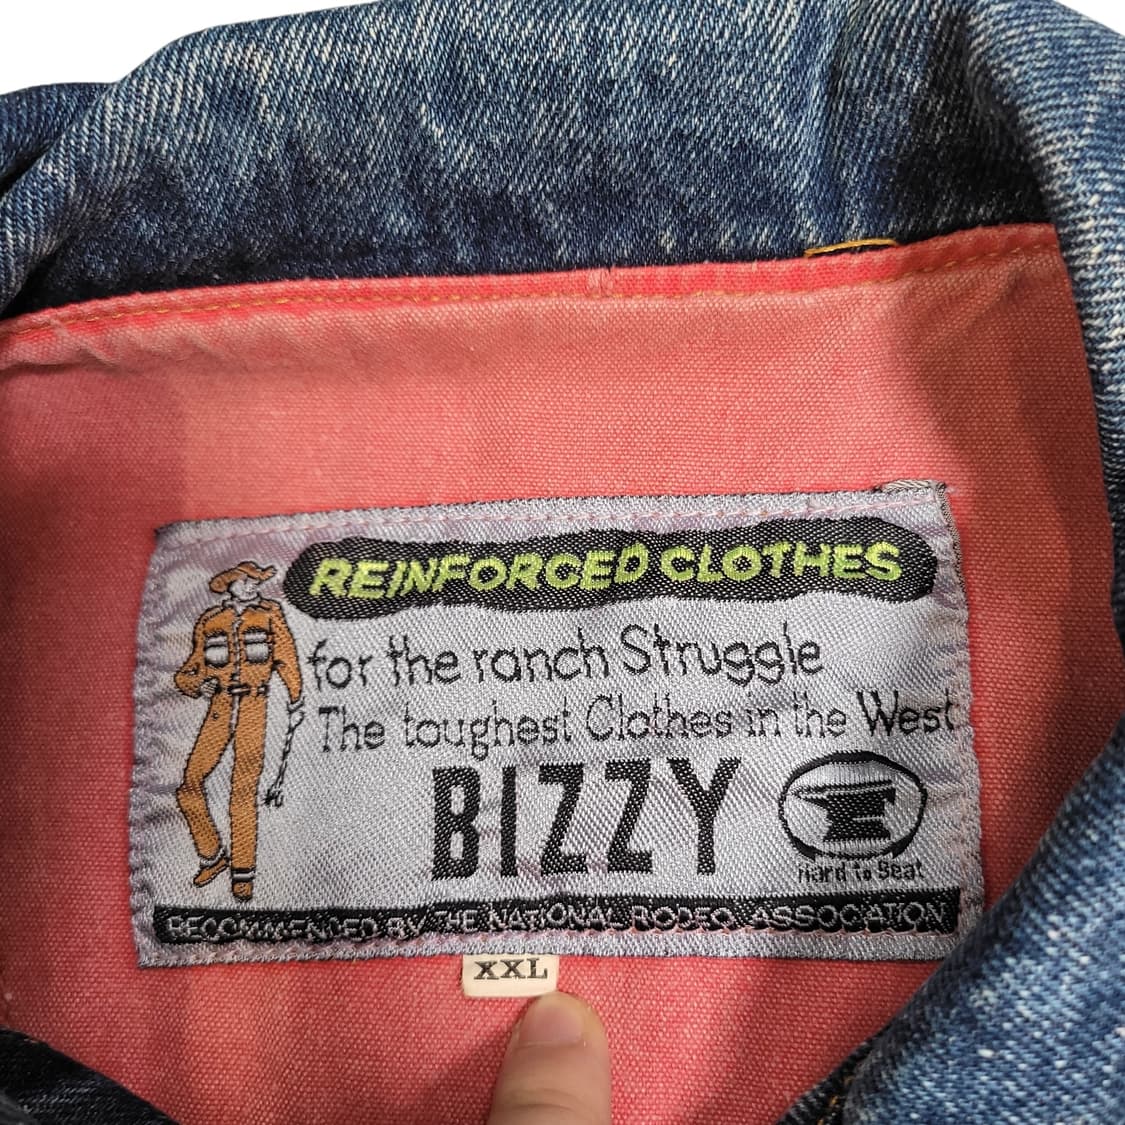 REINFORCED CLOTHES
for the ranch Struggle
The toughest Clothes in the West
BIZZY
Hard to Seat
RECOMMENDED BY THE NATIONAL RODEO ASSOCIATION
XXL